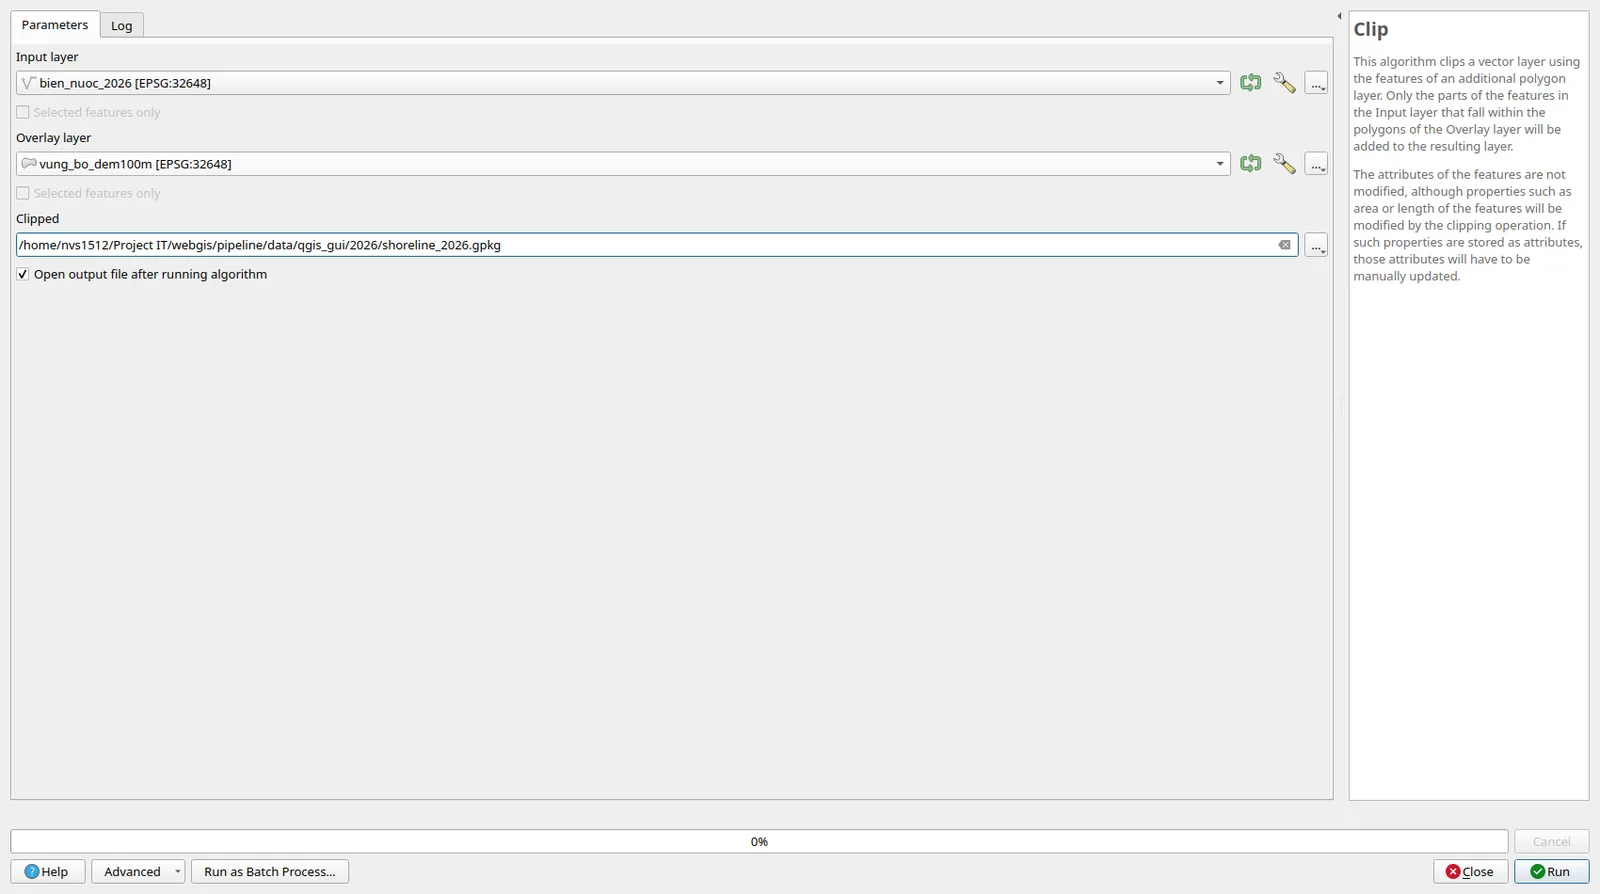 Parameters
Log
Input layer
bien_nuoc_2026 [EPSG:32648]
...
Selected features only
Overlay layer
vung_bo_dem100m [EPSG:32648]
...
Selected features only
Clipped
/home/nvs1512/Project IT/webgis/pipeline/data/qgis_gui/2026/shoreline_2026.gpkg
...
Open output file after running algorithm
Clip
This algorithm clips a vector layer using
the features of an additional polygon
layer. Only the parts of the features in
the Input layer that fall within the
polygons of the Overlay layer will be
added to the resulting layer.
The attributes of the features are not
modified, although properties such as
area or length of the features will be
modified by the clipping operation. If
such properties are stored as attributes,
those attributes will have to be
manually updated.
0%
Cancel
Help
Advanced
Run as Batch Process...
Close
Run